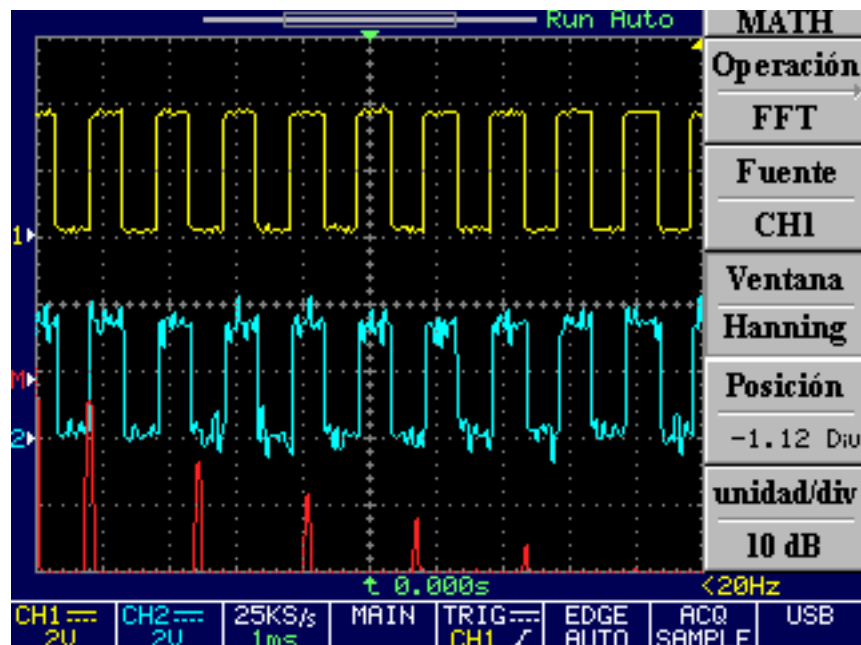 Run Auto
MATH
Operación
FFT
Fuente
CH1
Ventana
Hanning
Posición
-1.12 Div
unidad/div
10 dB
1
M
2
0.000s
<20Hz
CH1 CH2 25KS/s MAIN TRIG EDGE ACQ USB
2V 2V 1ms CH1 AUTO SAMPLE